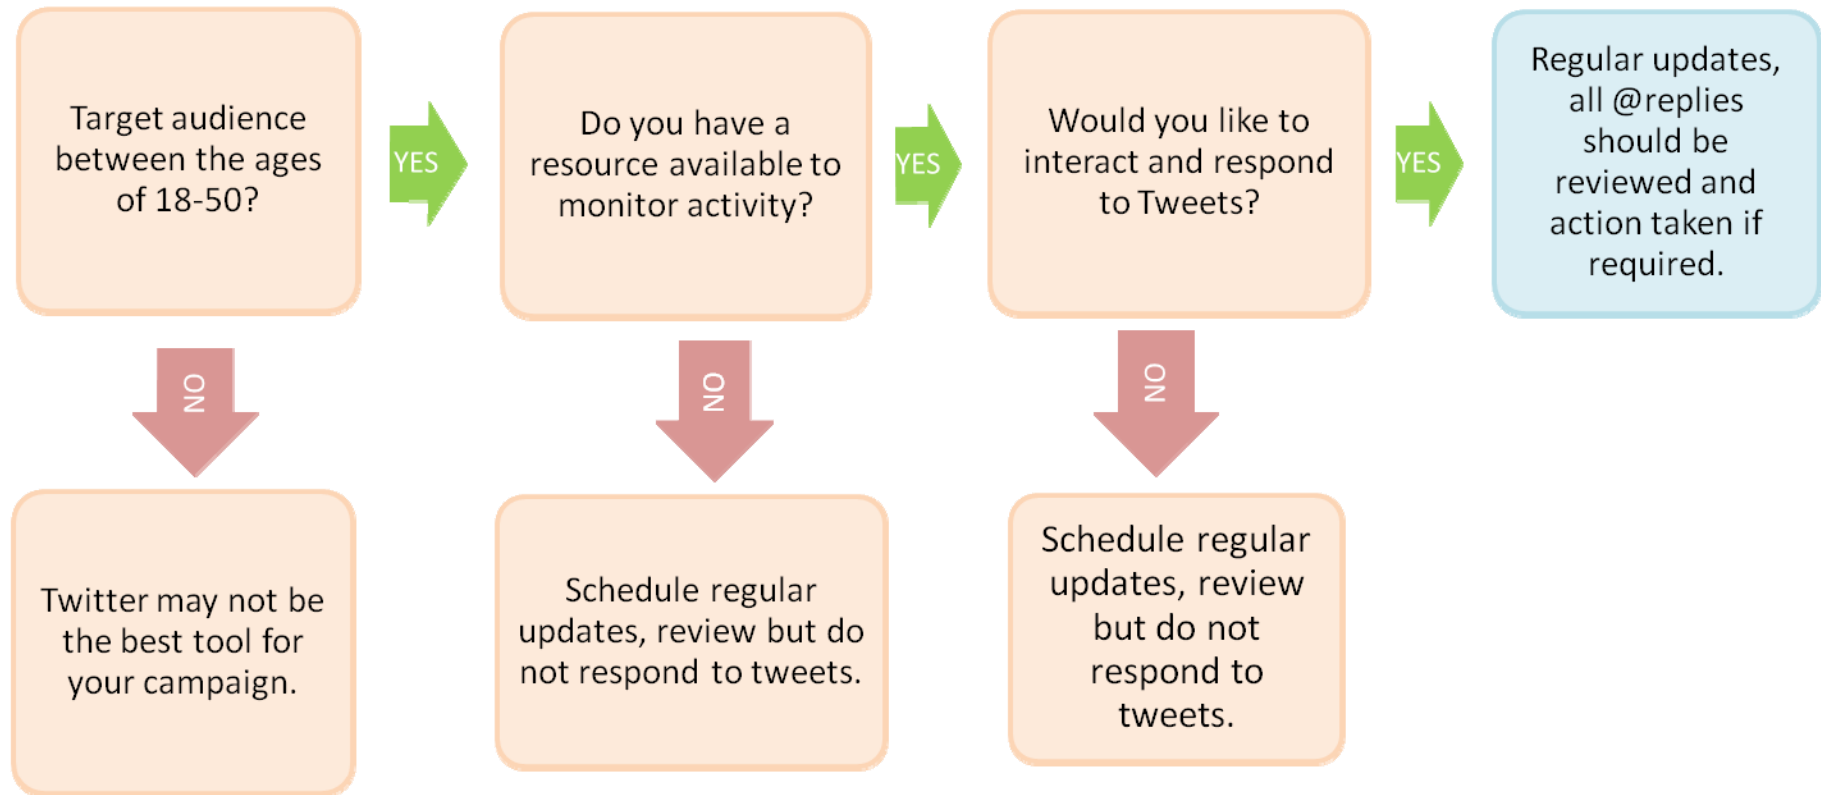 Target audience
between the ages
of 18-50?
YES
Do you have a
resource available to
monitor activity?
YES
Would you like to
interact and respond
to Tweets?
YES
Regular updates,
all @replies
should be
reviewed and
action taken if
required.
NO
NO
NO
Twitter may not be
the best tool for
your campaign.
Schedule regular
updates, review but do
not respond to tweets.
Schedule regular
updates, review
but do not
respond to
tweets.